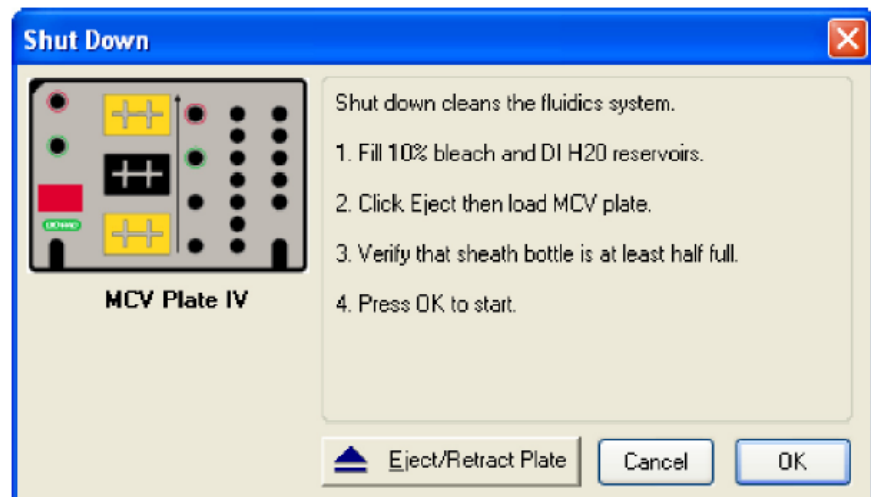 Shut Down
Shut down cleans the fluidics system.
1. Fill 10% bleach and DI H20 reservoirs.
2. Click Eject then load MCV plate.
3. Verify that sheath bottle is at least half full.
4. Press OK to start.
MCV Plate IV
Eject/Retract Plate
Cancel
OK